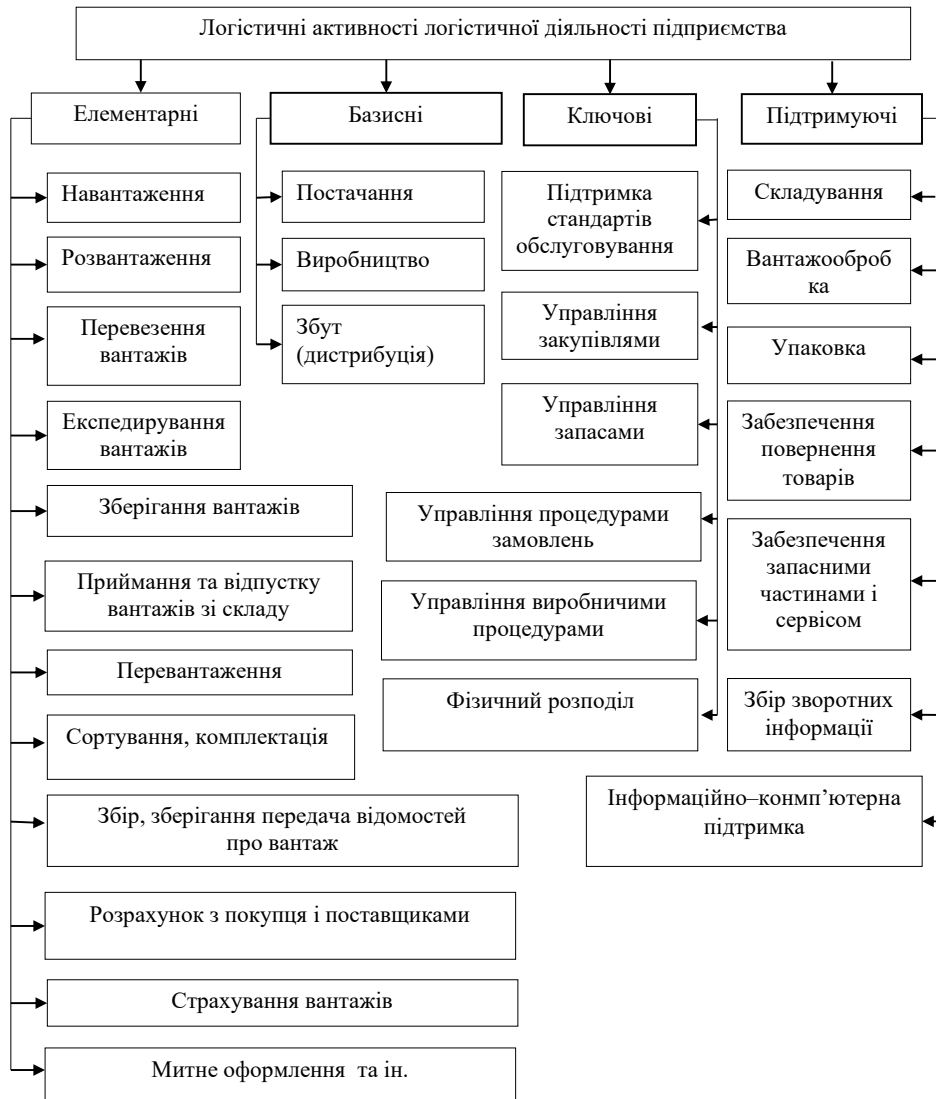 Логістичні активності логістичної діяльності підприємства
Елементарні
Базисні
Ключові
Підтримуючі
Навантаження
Розвантаження
Перевезення
вантажів
Експедирування
вантажів
Зберігання вантажів
Приймання та відпустку
вантажів зі складу
Перевантаження
Сортування, комплектація
Збір, зберігання передача відомостей
про вантаж
Розрахунок з покупця і поставщиками
Страхування вантажів
Митне оформлення та ін.
Постачання
Виробництво
Збут
(дистрибуція)
Підтримка
стандартів
обслуговування
Управління
закупівлями
Управління
запасами
Управління процедурами
замовлень
Управління виробничими
процедурами
Фізичний розподіл
Складування
Вантажооброб
ка
Упаковка
Забезпечення
повернення
товарів
Забезпечення
запасними
частинами і
сервісом
Збір зворотних
інформації
Інформаційно–конмп’ютерна
підтримка